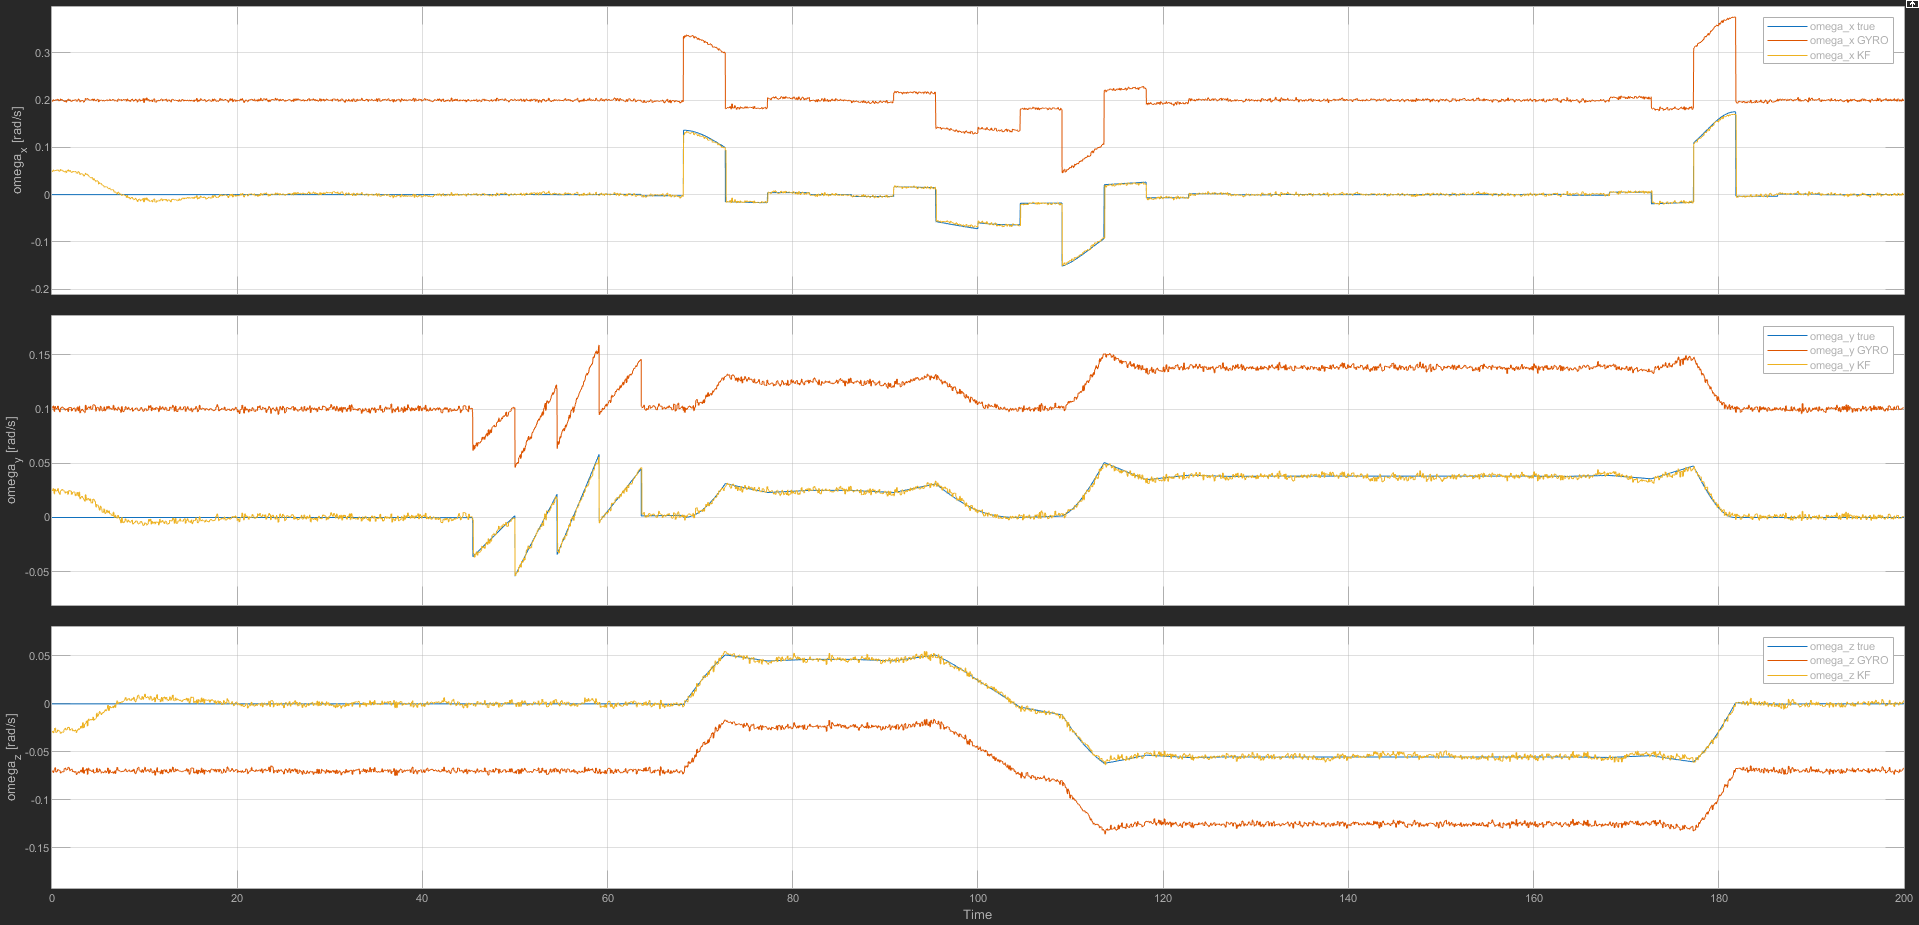 omega_x true
omega_x GYRO
omega_x KF
0.3
0.2
0.1
0
-0.1
-0.2
omega_x [rad/s]
omega_y true
omega_y GYRO
omega_y KF
0.15
0.1
0.05
0
-0.05
omega_y [rad/s]
omega_z true
omega_z GYRO
omega_z KF
0.05
0
-0.05
-0.1
-0.15
omega_z [rad/s]
0 20 40 60 80 100 120 140 160 180 200
Time